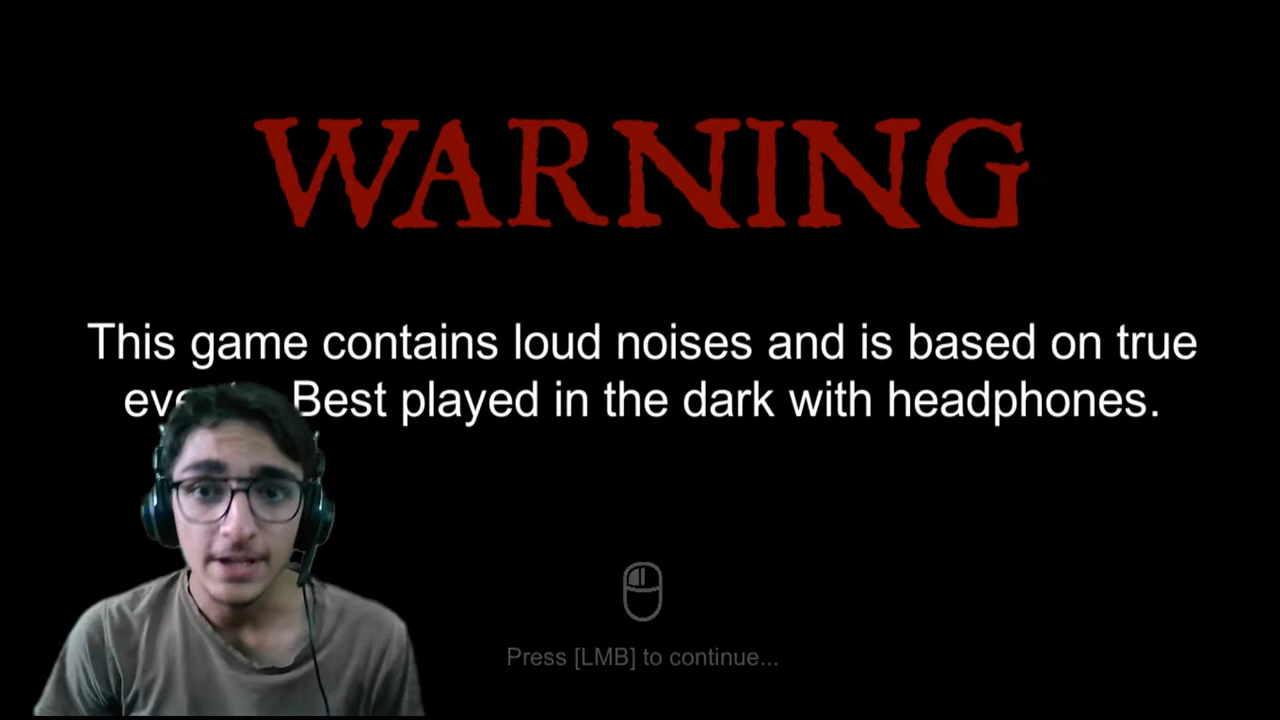 WARNING
This game contains loud noises and is based on true
Best played in the dark with headphones.
Press [LMB] to continue...